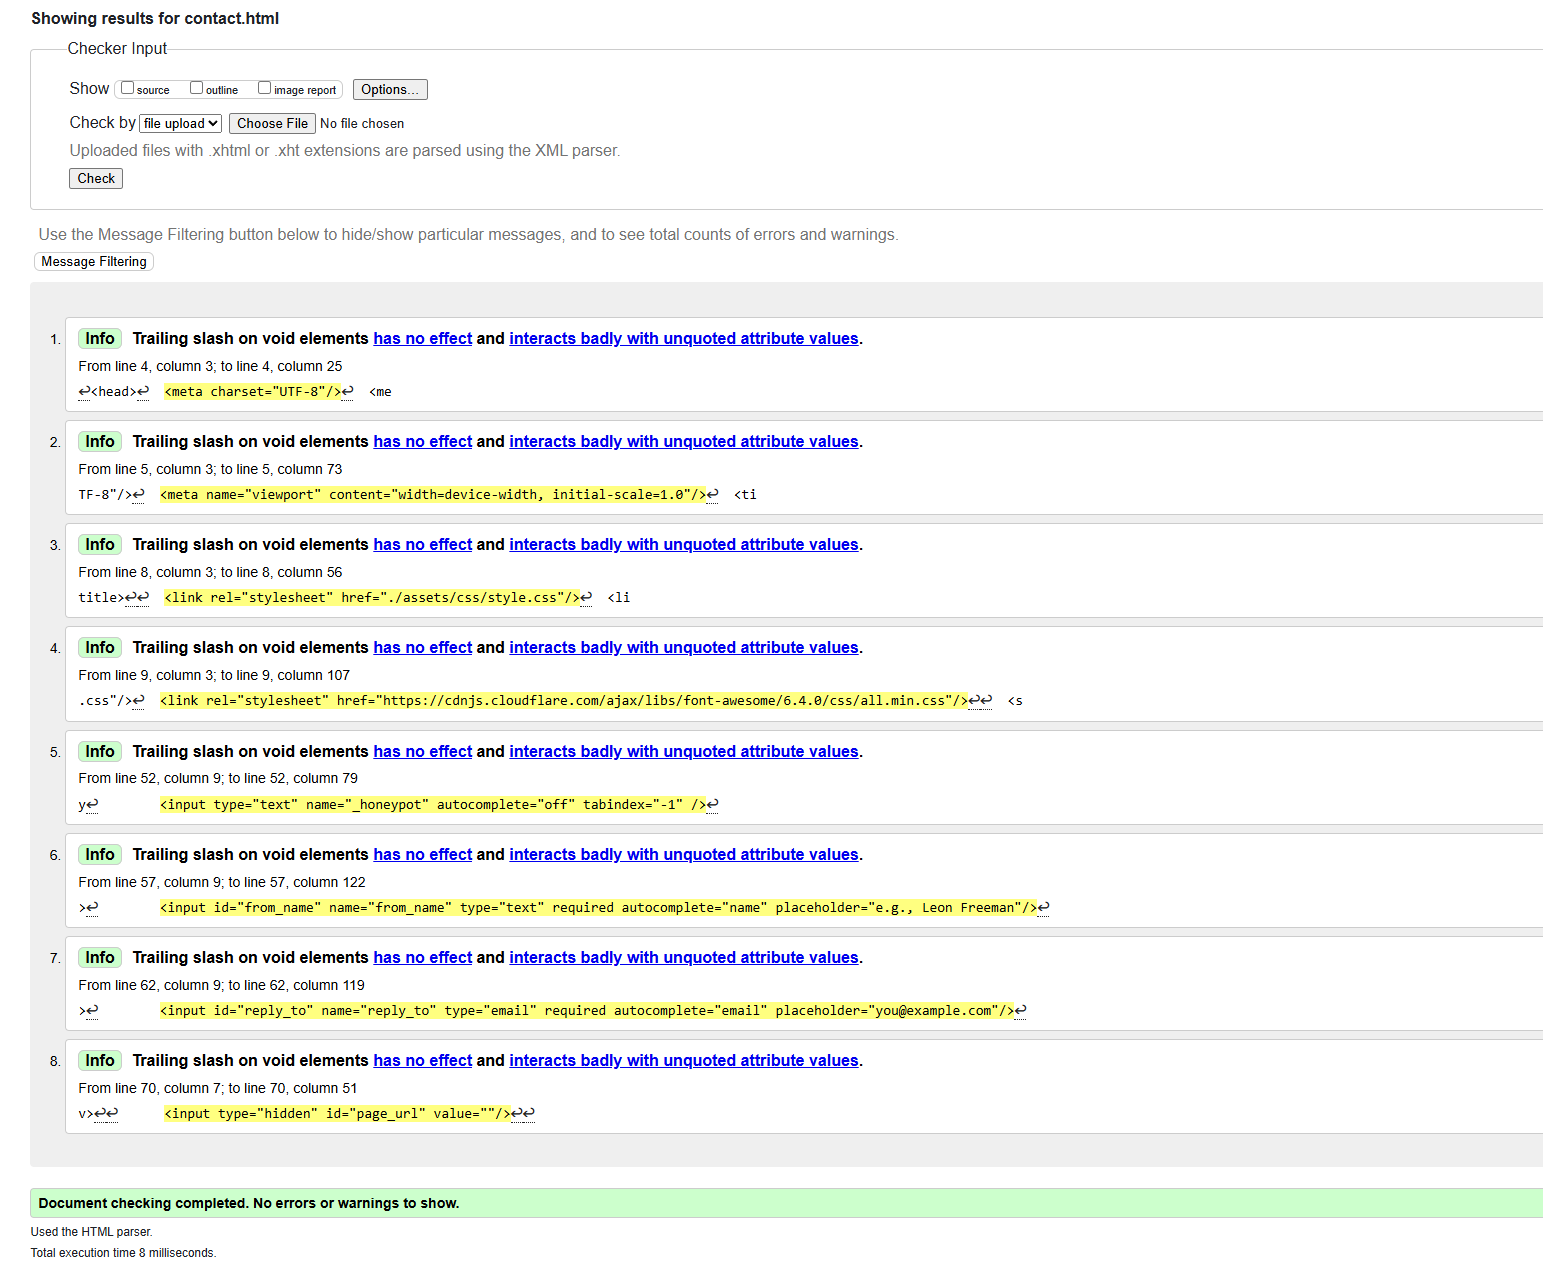 Showing results for contact.html
Checker Input
Show source outline image report Options...
Check by file upload Choose File No file chosen
Uploaded files with .xhtml or .xht extensions are parsed using the XML parser.
Check
Use the Message Filtering button below to hide/show particular messages, and to see total counts of errors and warnings.
Message Filtering
1. Info Trailing slash on void elements has no effect and interacts badly with unquoted attribute values.
From line 4, column 3; to line 4, column 25
↩<head>↩ <meta charset="UTF-8"/>↩ <me
2. Info Trailing slash on void elements has no effect and interacts badly with unquoted attribute values.
From line 5, column 3; to line 5, column 73
TF-8"/>↩ <meta name="viewport" content="width=device-width, initial-scale=1.0"/>↩ <ti
3. Info Trailing slash on void elements has no effect and interacts badly with unquoted attribute values.
From line 8, column 3; to line 8, column 56
title>↩↩ <link rel="stylesheet" href="./assets/css/style.css"/>↩ <li
4. Info Trailing slash on void elements has no effect and interacts badly with unquoted attribute values.
From line 9, column 3; to line 9, column 107
.css"/>↩ <link rel="stylesheet" href="https://cdnjs.cloudflare.com/ajax/libs/font-awesome/6.4.0/css/all.min.css"/>↩↩ <s
5. Info Trailing slash on void elements has no effect and interacts badly with unquoted attribute values.
From line 52, column 9; to line 52, column 79
y↩ <input type="text" name="_honeypot" autocomplete="off" tabindex="-1" />↩
6. Info Trailing slash on void elements has no effect and interacts badly with unquoted attribute values.
From line 57, column 9; to line 57, column 122
>↩ <input id="from_name" name="from_name" type="text" required autocomplete="name" placeholder="e.g., Leon Freeman"/>↩
7. Info Trailing slash on void elements has no effect and interacts badly with unquoted attribute values.
From line 62, column 9; to line 62, column 119
>↩ <input id="reply_to" name="reply_to" type="email" required autocomplete="email" placeholder="you@example.com"/>↩
8. Info Trailing slash on void elements has no effect and interacts badly with unquoted attribute values.
From line 70, column 7; to line 70, column 51
v>↩↩ <input type="hidden" id="page_url" value=""/>↩↩
Document checking completed. No errors or warnings to show.
Used the HTML parser.
Total execution time 8 milliseconds.